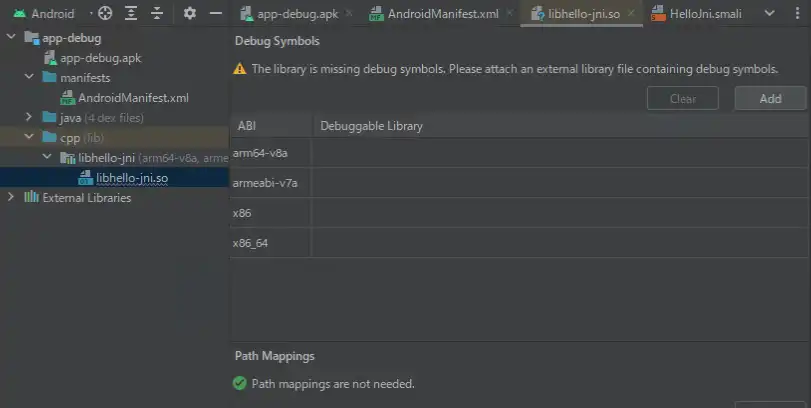 Android
app-debug.apk
AndroidManifest.xml
libhello-jni.so
HelloJni.smali
app-debug
app-debug.apk
manifests
AndroidManifest.xml
java (4 dex files)
cpp (lib)
libhello-jni (arm64-v8a, arme
libhello-jni.so
External Libraries
Debug Symbols
The library is missing debug symbols. Please attach an external library file containing debug symbols.
Clear
Add
ABI
Debuggable Library
arm64-v8a
armeabi-v7a
x86
x86_64
Path Mappings
Path mappings are not needed.